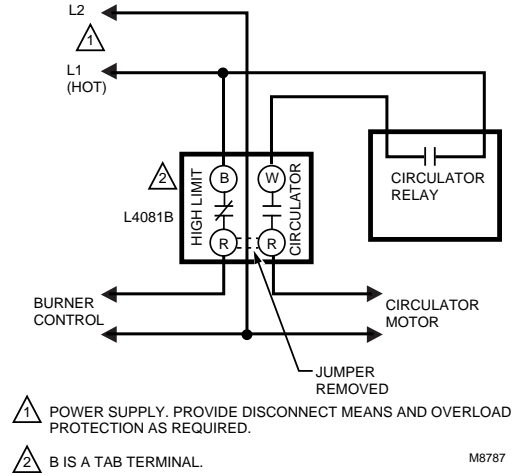 L2
1
L1
(HOT)
2
L4081B
HIGH LIMIT
B
W
R
R
CIRCULATOR
CIRCULATOR
RELAY
BURNER
CONTROL
CIRCULATOR
MOTOR
JUMPER
REMOVED
1 POWER SUPPLY. PROVIDE DISCONNECT MEANS AND OVERLOAD
PROTECTION AS REQUIRED.
2 B IS A TAB TERMINAL.
M8787